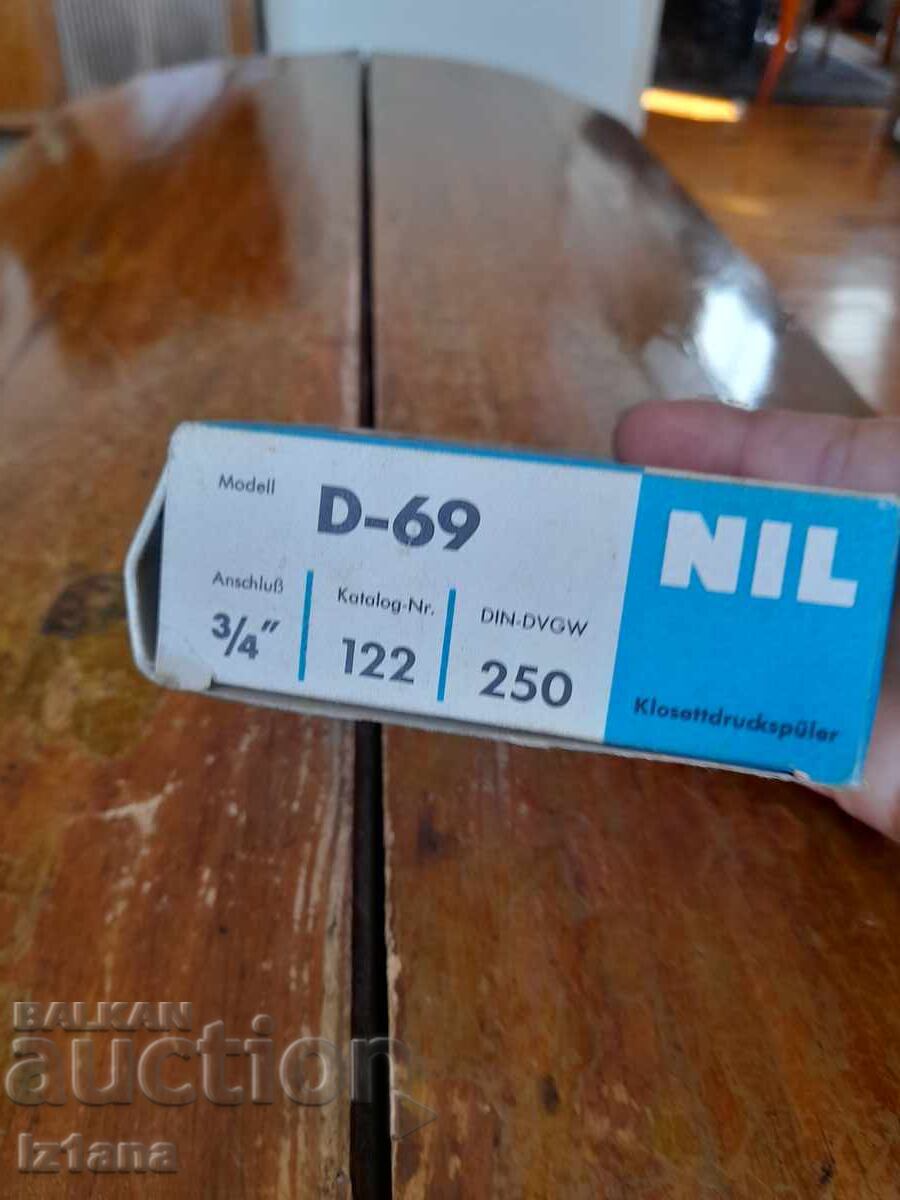 Modell D-69
Anschluß
3/4"
Katalog-Nr.
122
DIN-DVGW
250
NIL
Klosettdruckspüler
BALKAN
auction
Iz1ana